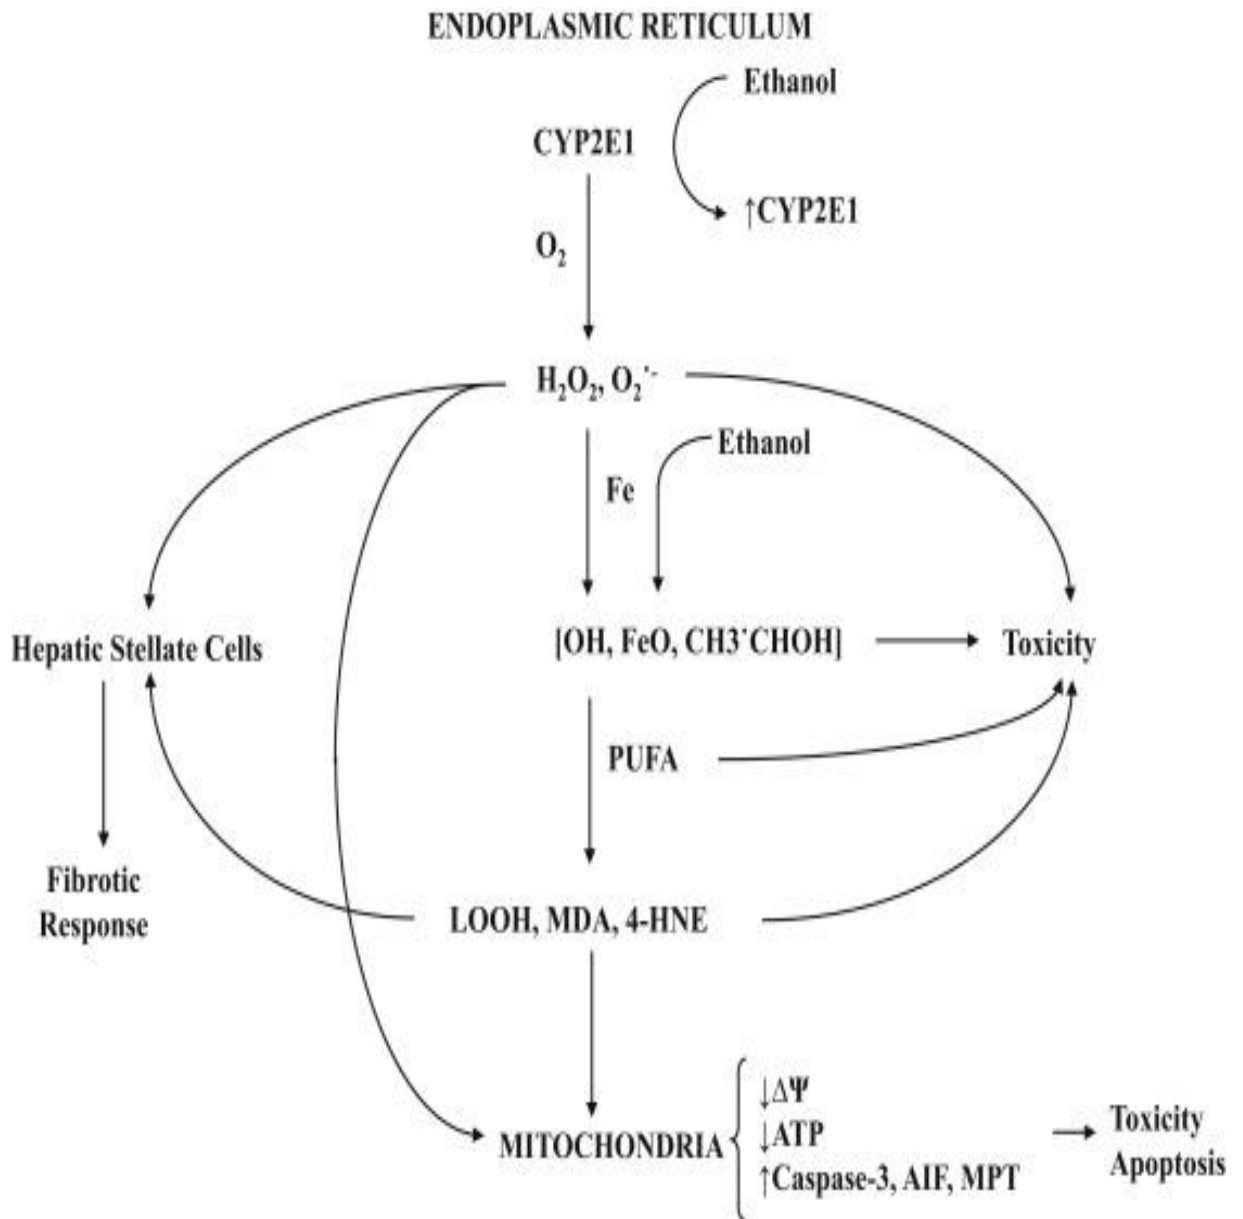 ENDOPLASMIC RETICULUM
Ethanol
CYP2E1
↑CYP2E1
O₂
H₂O₂, O₂˙⁻
Ethanol
Fe
Hepatic Stellate Cells
[OH, FeO, CH3˙CHOH]
Toxicity
PUFA
Fibrotic
Response
LOOH, MDA, 4-HNE
MITOCHONDRIA
↓ΔΨ
↓ATP
↑Caspase-3, AIF, MPT
Toxicity
Apoptosis